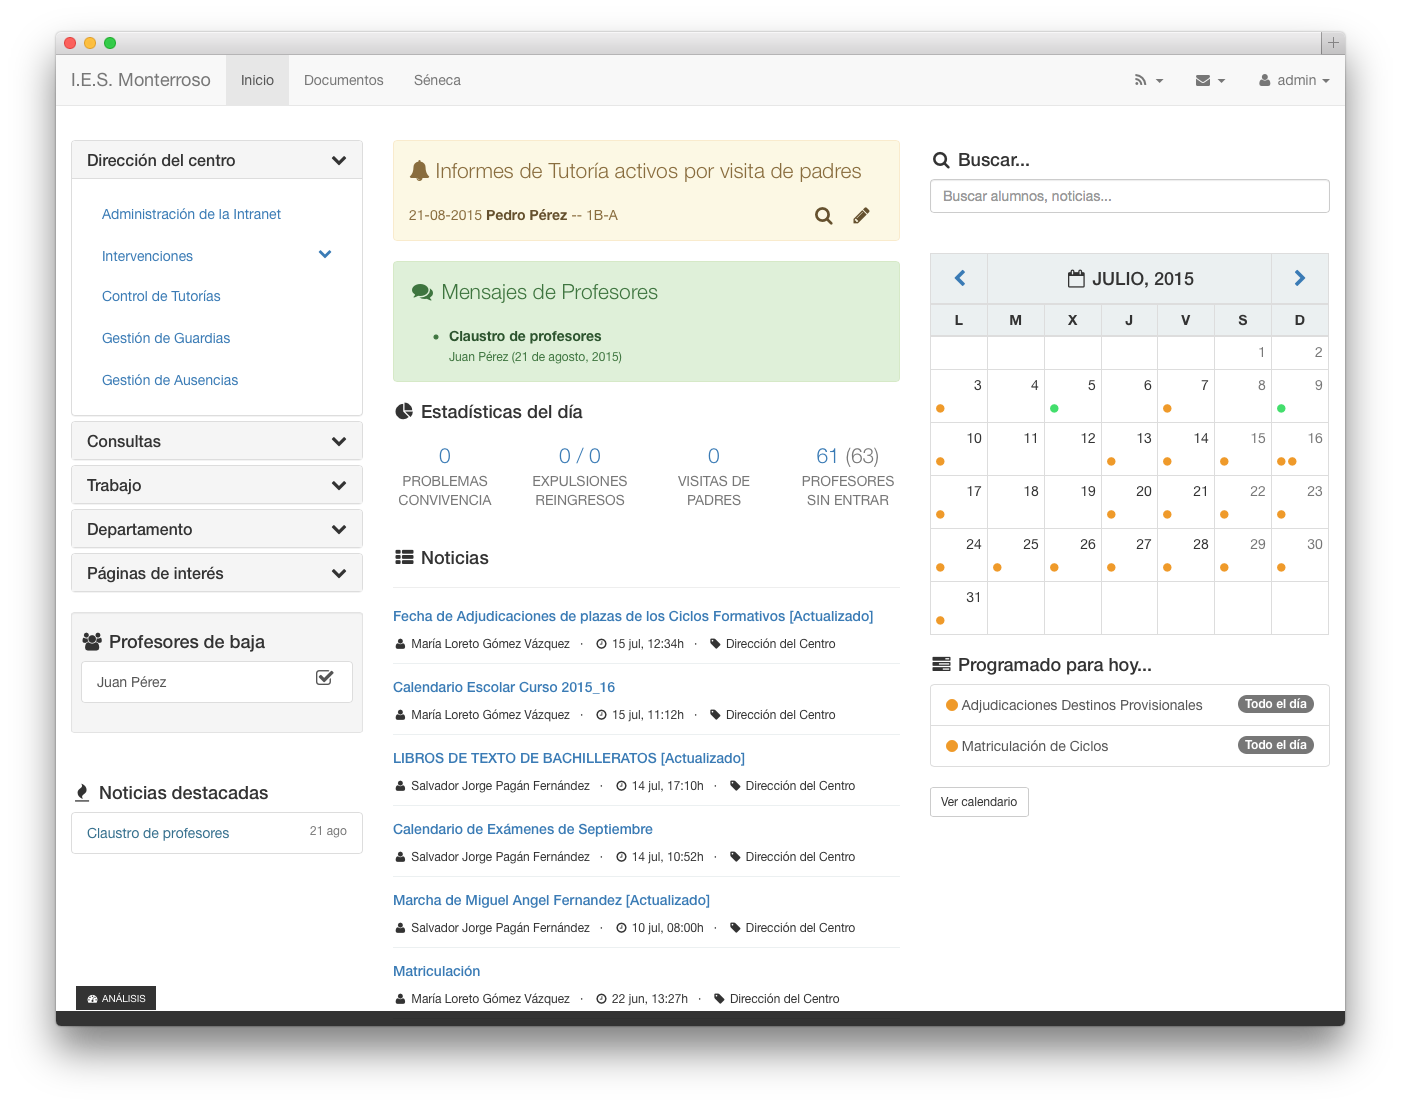 I.E.S. Monterroso
Inicio
Documentos
Séneca
admin
Dirección del centro
Administración de la Intranet
Intervenciones
Control de Tutorías
Gestión de Guardias
Gestión de Ausencias
Consultas
Trabajo
Departamento
Páginas de interés
Profesores de baja
Juan Pérez
Noticias destacadas
Claustro de profesores 21 ago
ANÁLISIS
Informes de Tutoría activos por visita de padres
21-08-2015 Pedro Pérez -- 1B-A
Mensajes de Profesores
Claustro de profesores
Juan Pérez (21 de agosto, 2015)
Estadísticas del día
0
PROBLEMAS
CONVIVENCIA
0 / 0
EXPULSIONES
REINGRESOS
0
VISITAS DE
PADRES
61 (63)
PROFESORES
SIN ENTRAR
Noticias
Fecha de Adjudicaciones de plazas de los Ciclos Formativos [Actualizado]
María Loreto Gómez Vázquez · 15 jul, 12:34h · Dirección del Centro
Calendario Escolar Curso 2015_16
María Loreto Gómez Vázquez · 15 jul, 11:12h · Dirección del Centro
LIBROS DE TEXTO DE BACHILLERATOS [Actualizado]
Salvador Jorge Pagán Fernández · 14 jul, 17:10h · Dirección del Centro
Calendario de Exámenes de Septiembre
Salvador Jorge Pagán Fernández · 14 jul, 10:52h · Dirección del Centro
Marcha de Miguel Angel Fernandez [Actualizado]
Salvador Jorge Pagán Fernández · 10 jul, 08:00h · Dirección del Centro
Matriculación
María Loreto Gómez Vázquez · 22 jun, 13:27h · Dirección del Centro
Buscar...
Buscar alumnos, noticias...
JULIO, 2015
L M X J V S D
1 2
3 4 5 6 7 8 9
10 11 12 13 14 15 16
17 18 19 20 21 22 23
24 25 26 27 28 29 30
31
Programado para hoy...
Adjudicaciones Destinos Provisionales Todo el día
Matriculación de Ciclos Todo el día
Ver calendario